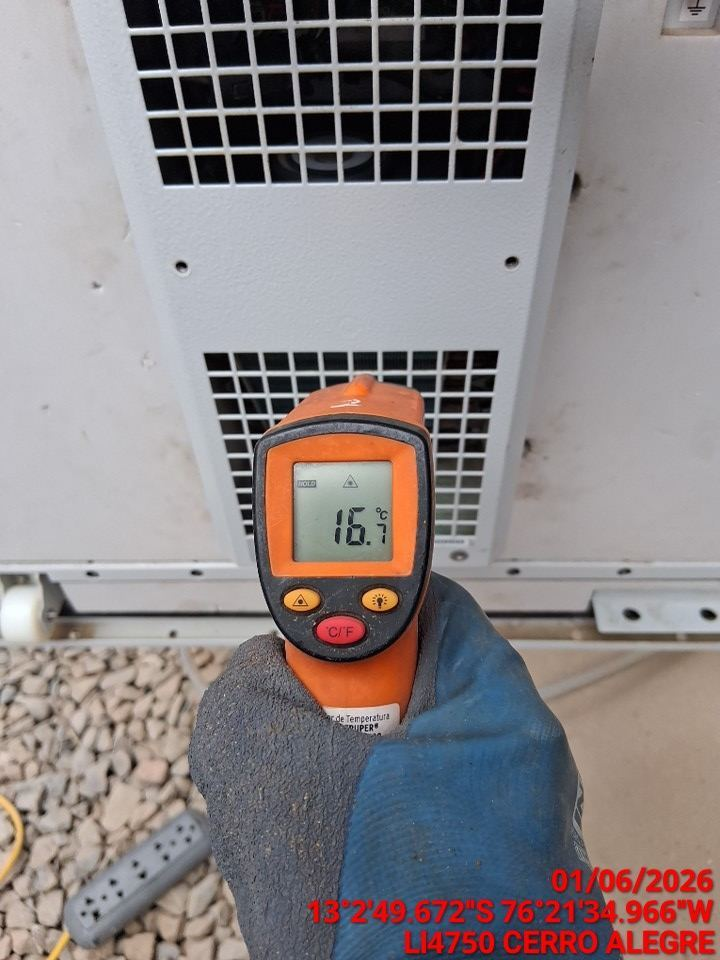 HOLD
16.7 °C
°C/°F
r de Temperatura
RUPER®
01/06/2026
13°2'49.672"S 76°21'34.966"W
LI4750 CERRO ALEGRE